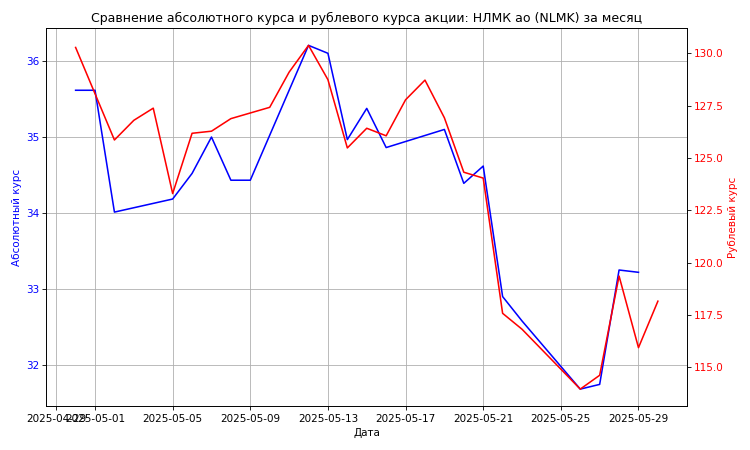 Сравнение абсолютного курса и рублевого курса акции: НЛМК ао (NLMK) за месяц
36
35
34
33
32
Абсолютный курс
130.0
127.5
125.0
122.5
120.0
117.5
115.0
Рублевый курс
2025-04-29 2025-05-01 2025-05-05 2025-05-09 2025-05-13 2025-05-17 2025-05-21 2025-05-25 2025-05-29
Дата